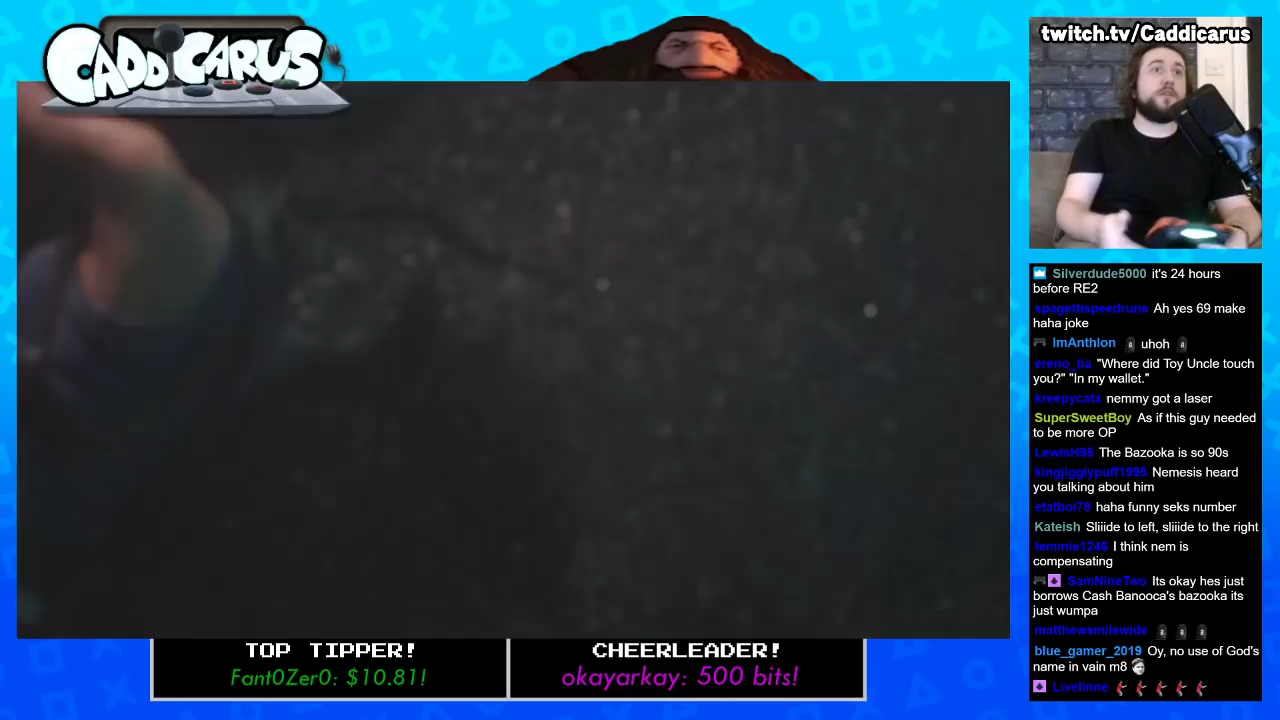 CADDICARUS
twitch.tv/Caddicarus
Silverdude5000 it's 24 hours
before RE2
spagettispeedruns Ah yes 69 make
haha joke
ImAnthlon uhoh
ereno_tia "Where did Toy Uncle touch
you?" "In my wallet."
kreepycatx nemmy got a laser
SuperSweetBoy As if this guy needed
to be more OP
LewisH95 The Bazooka is so 90s
kingjigglypuff1995 Nemesis heard
you talking about him
etatboi78 haha funny seks number
Kateish Sliiide to left, sliiide to the right
temmie1246 I think nem is
compensating
SamNineTwo Its okay hes just
borrows Cash Banooca's bazooka its
just wumpa
matthewsmilewide
blue_gamer_2019 Oy, no use of God's
name in vain m8
Livelinne
TOP TIPPER!
Fant0Zer0: $10.81!
CHEERLEADER!
okayarkay: 500 bits!